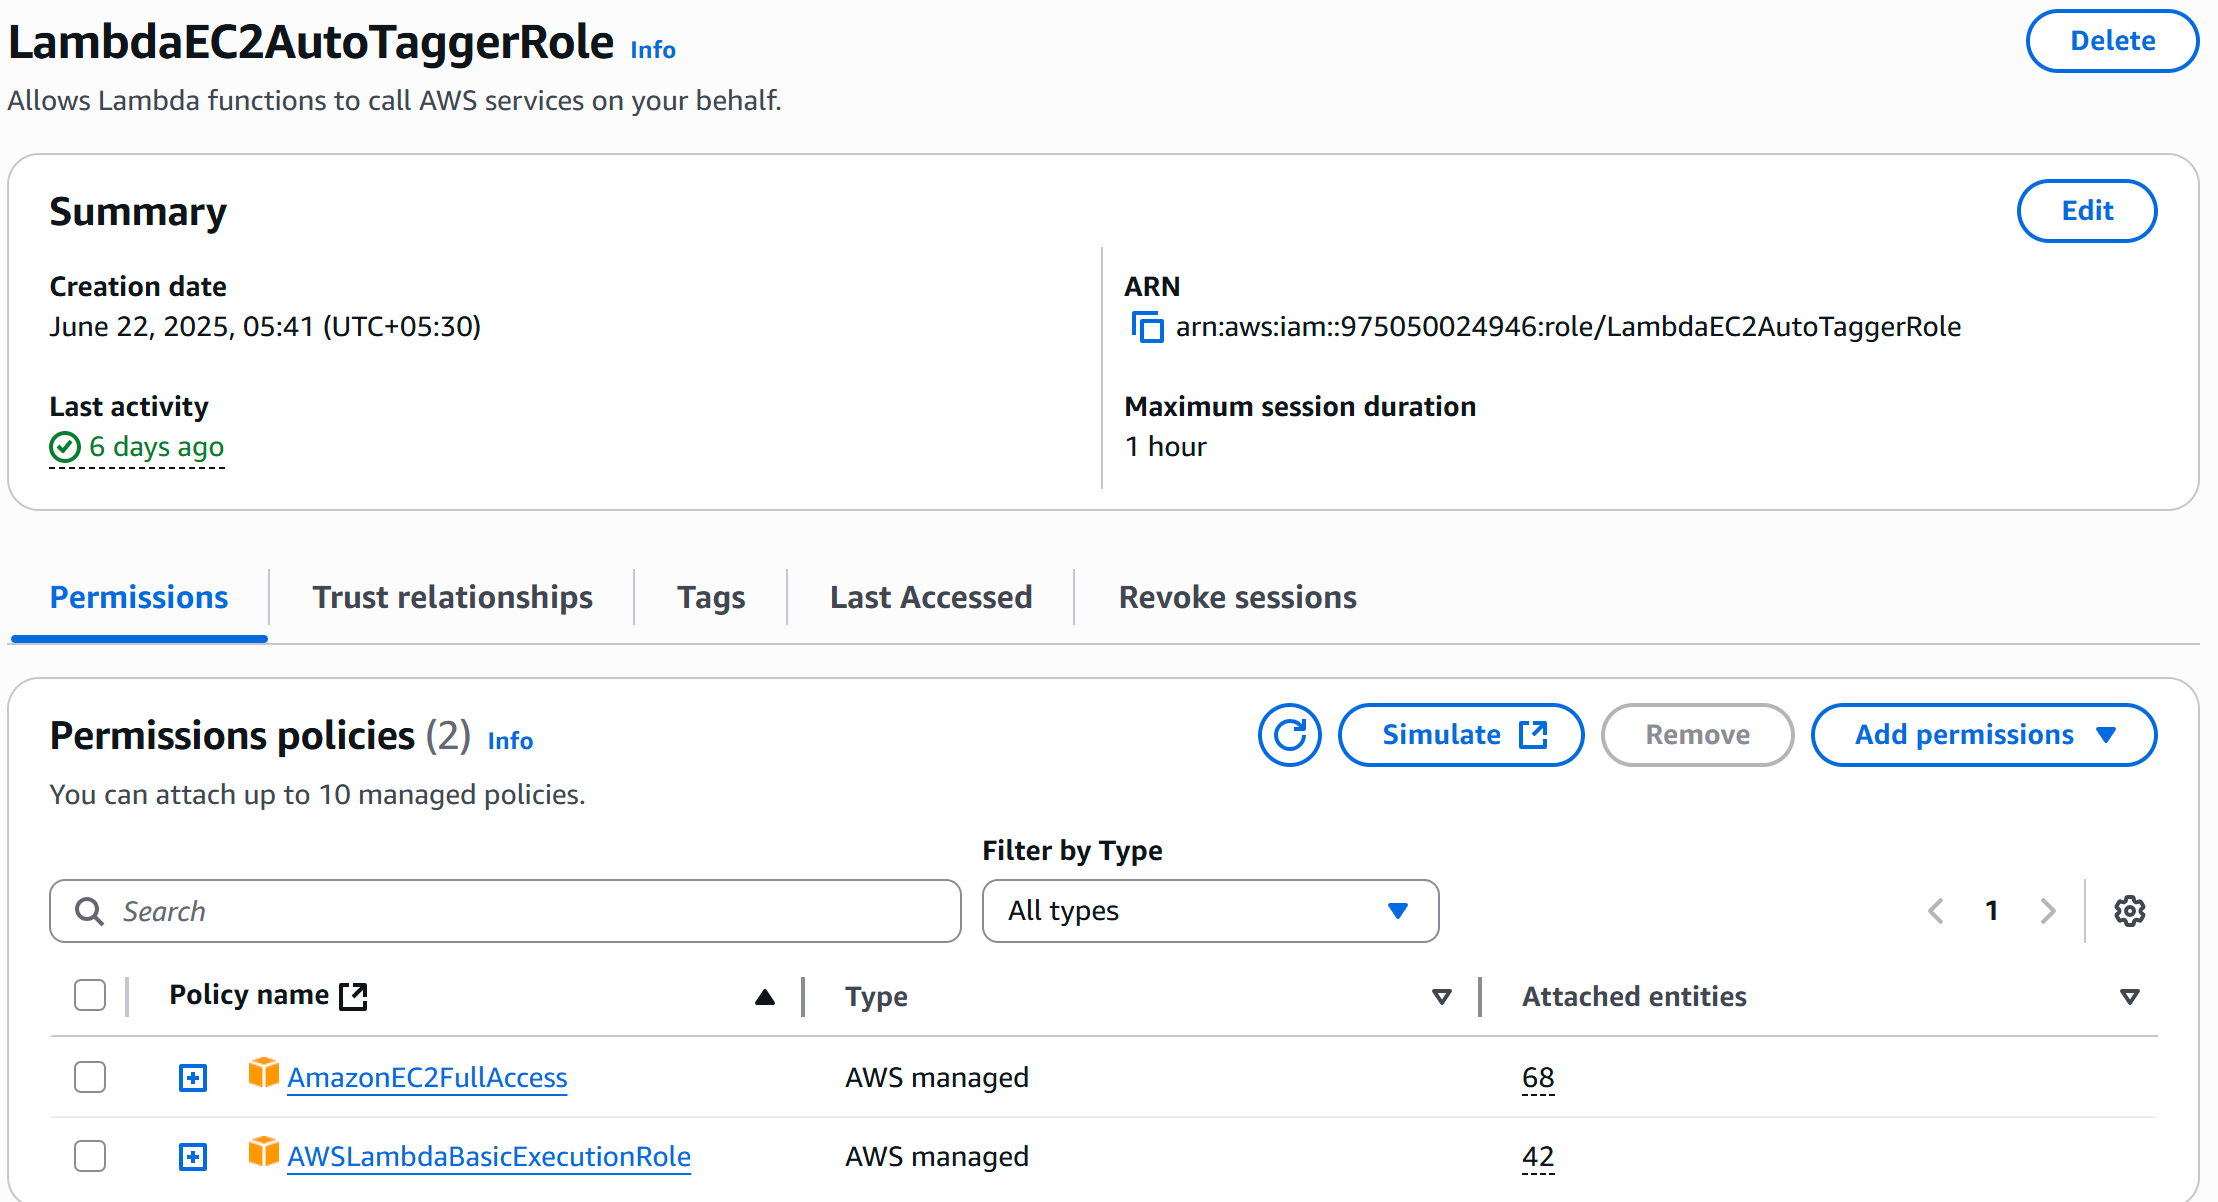 LambdaEC2AutoTaggerRole Info
Delete
Allows Lambda functions to call AWS services on your behalf.
Summary
Edit
Creation date
June 22, 2025, 05:41 (UTC+05:30)
ARN
arn:aws:iam::975050024946:role/LambdaEC2AutoTaggerRole
Last activity
6 days ago
Maximum session duration
1 hour
Permissions Trust relationships Tags Last Accessed Revoke sessions
Permissions policies (2) Info
Simulate Remove Add permissions
You can attach up to 10 managed policies.
Filter by Type
Search All types 1
Policy name Type Attached entities
AmazonEC2FullAccess AWS managed 68
AWSLambdaBasicExecutionRole AWS managed 42